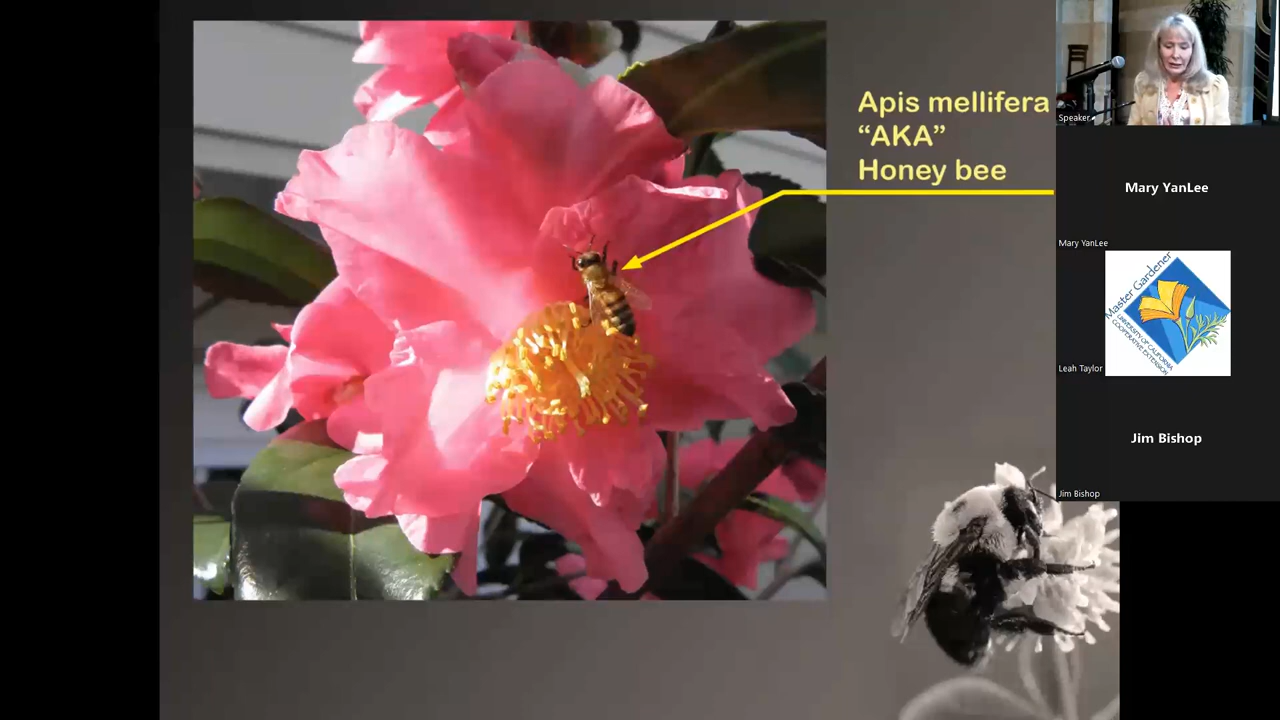 Apis mellifera
“AKA”
Honey bee
Speaker
Mary YanLee
Mary YanLee
Master Gardener
UNIVERSITY OF CALIFORNIA
COOPERATIVE EXTENSION
Leah Taylor
Jim Bishop
Jim Bishop